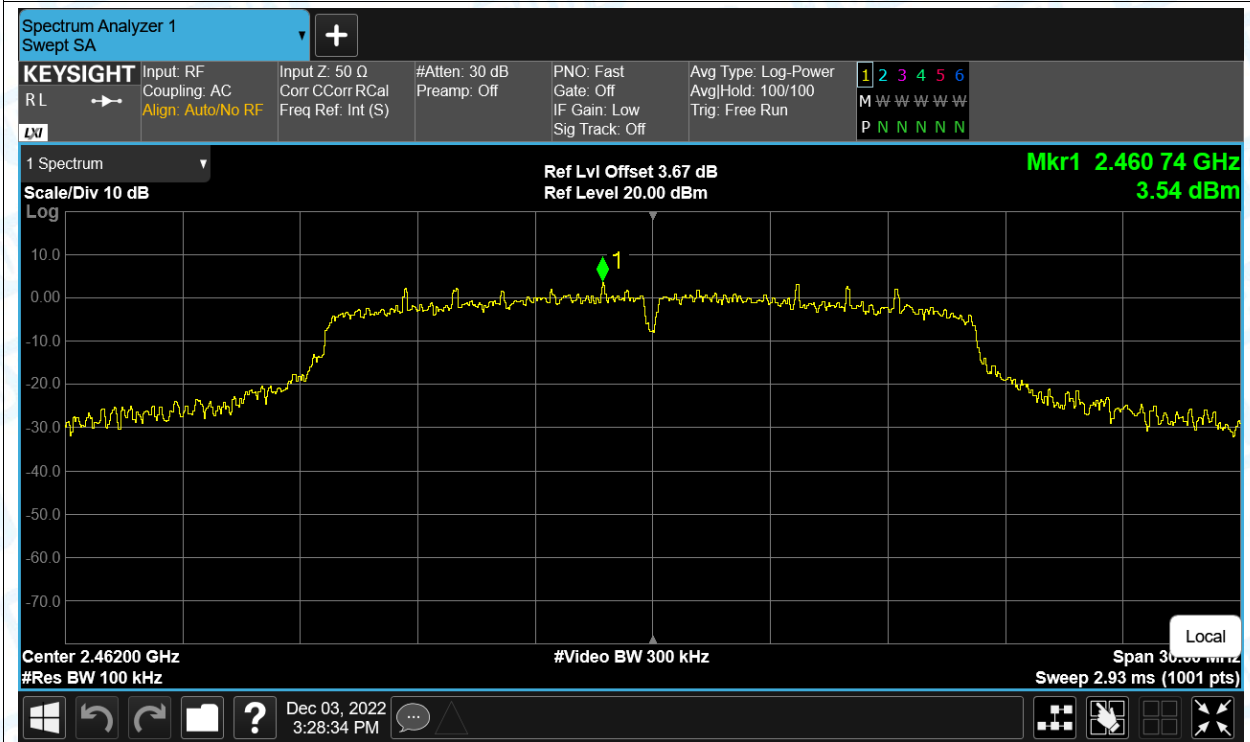 Spectrum Analyzer 1
Swept SA
+
KEYSIGHT
R L
LXI
Input: RF
Coupling: AC
Align: Auto/No RF
Input Z: 50 Ω
Corr CCorr RCal
Freq Ref: Int (S)
#Atten: 30 dB
Preamp: Off
PNO: Fast
Gate: Off
IF Gain: Low
Sig Track: Off
Avg Type: Log-Power
Avg|Hold: 100/100
Trig: Free Run
1 2 3 4 5 6
M W W W W W W
P N N N N N
1 Spectrum
Scale/Div 10 dB
Log
Ref Lvl Offset 3.67 dB
Ref Level 20.00 dBm
Mkr1 2.460 74 GHz
3.54 dBm
1
10.0
0.00
-10.0
-20.0
-30.0
-40.0
-50.0
-60.0
-70.0
Local
Center 2.46200 GHz
#Res BW 100 kHz
#Video BW 300 kHz
Span 30.00 MHz
Sweep 2.93 ms (1001 pts)
?
Dec 03, 2022
3:28:34 PM